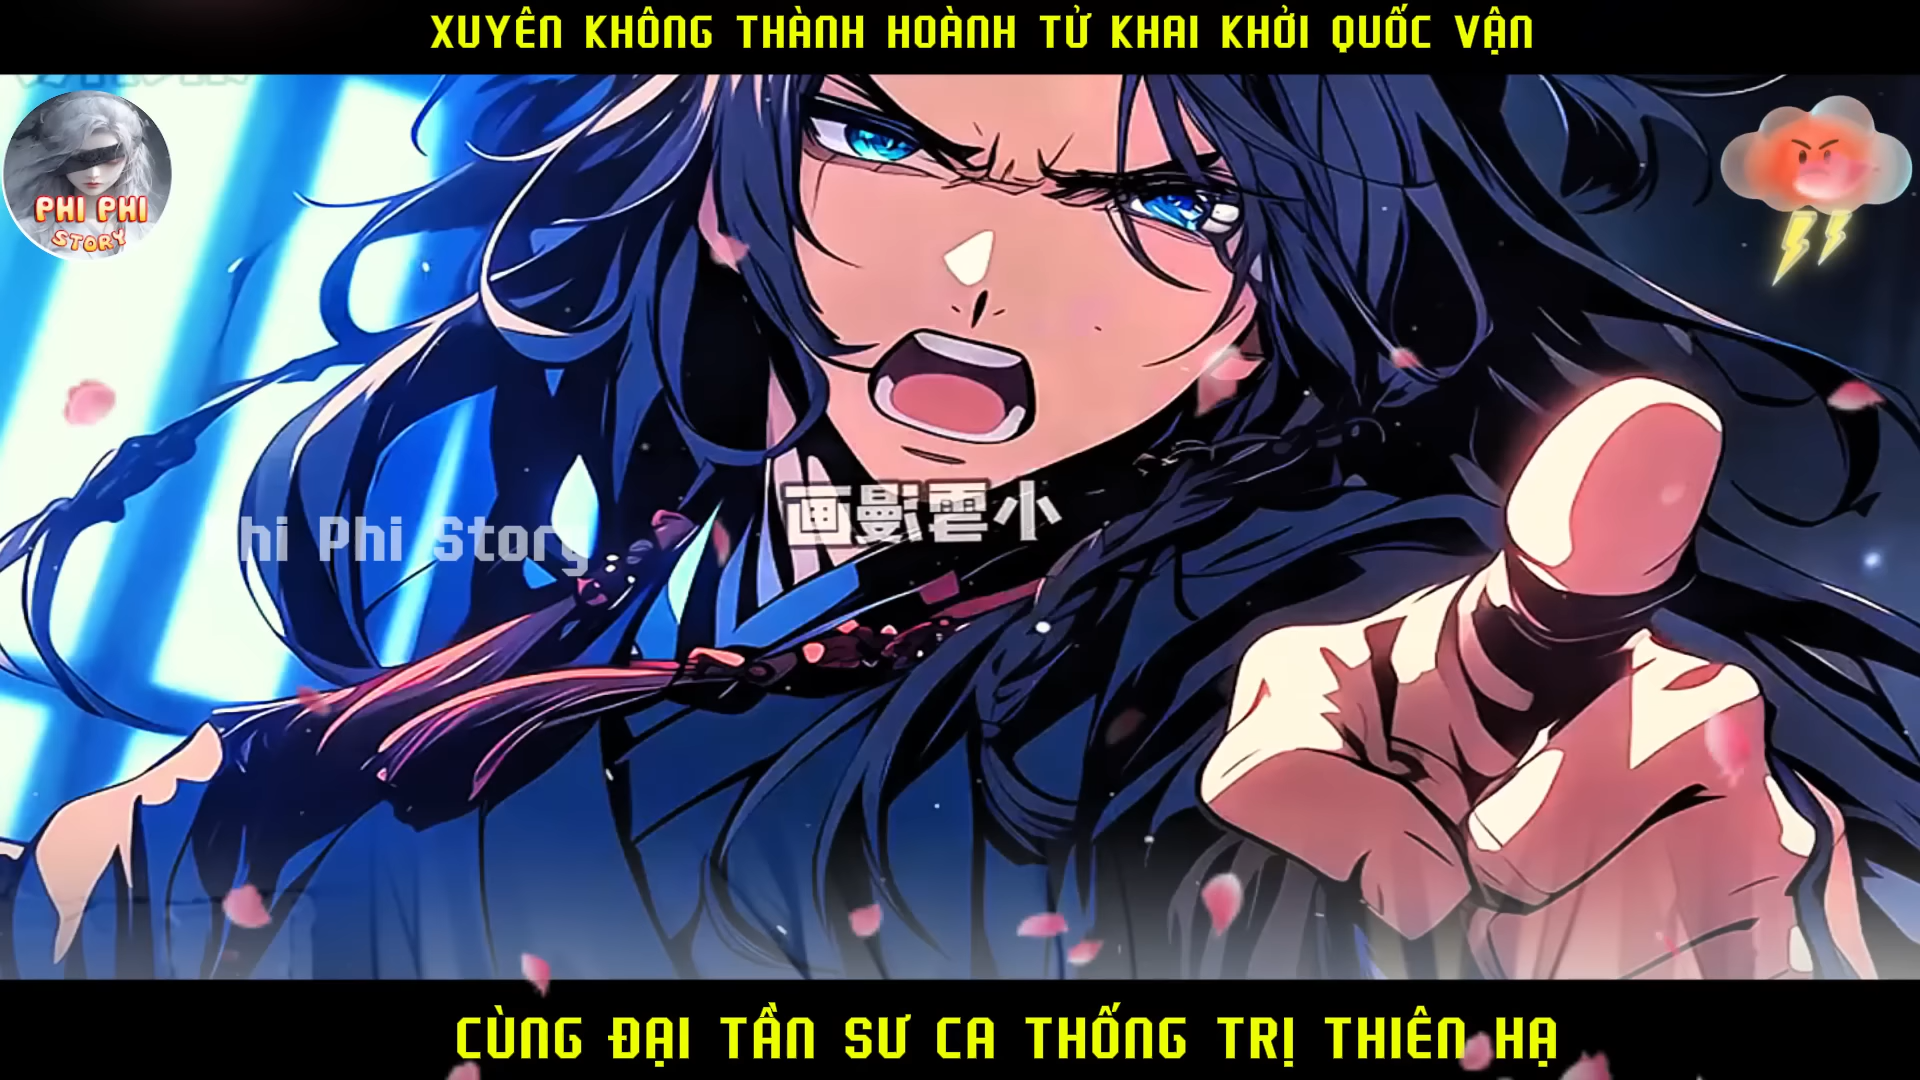 XUYÊN KHÔNG THÀNH HOÀNH TỬ KHAI KHỞI QUỐC VẬN
PHI PHI
STORY
hi Phi Story
CÙNG ĐẠI TẦN SƯ CA THỐNG TRỊ THIÊN HẠ